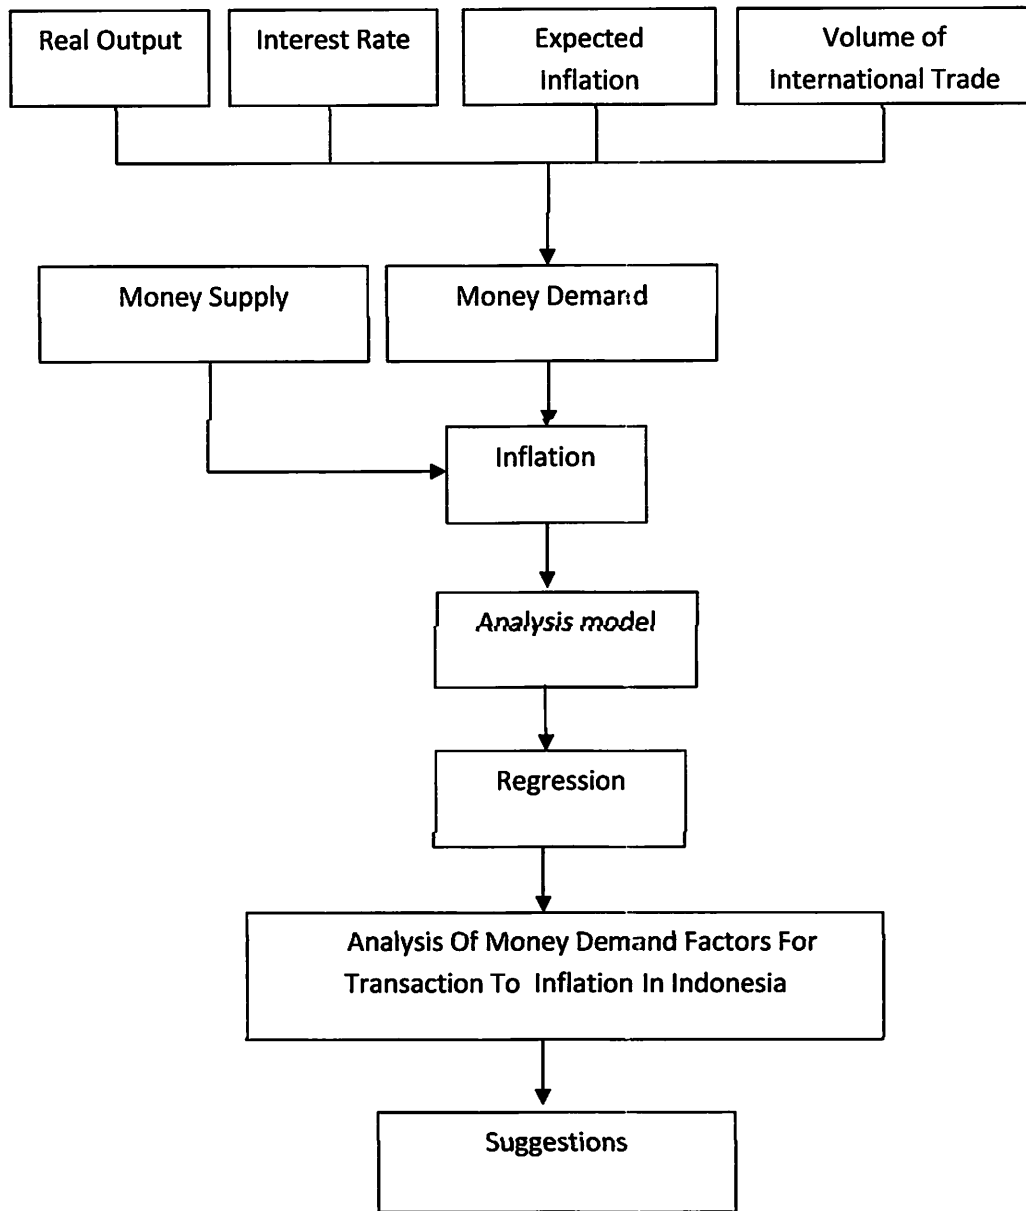 Real Output
Interest Rate
Expected
Inflation
Volume of
International Trade
Money Supply
Money Demand
Inflation
Analysis model
Regression
Analysis Of Money Demand Factors For
Transaction To Inflation In Indonesia
Suggestions